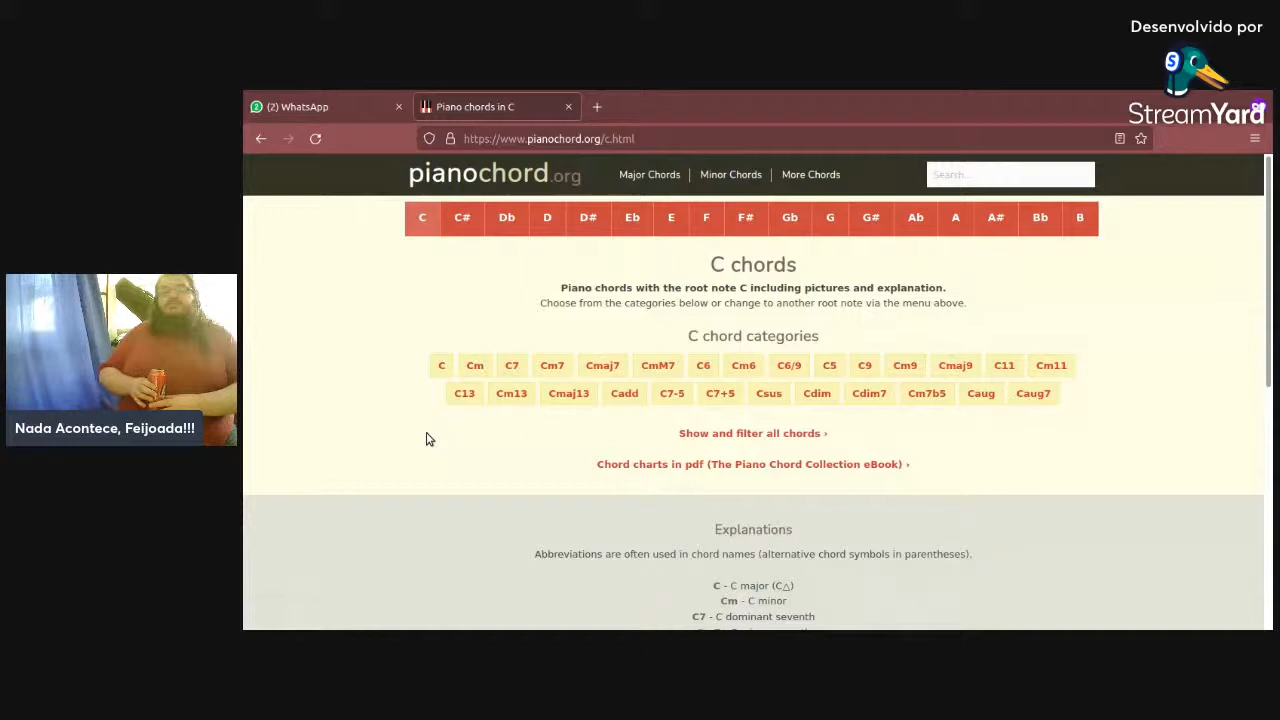 Desenvolvido por
S
StreamYard
(2) WhatsApp
Piano chords in C
https://www.pianochord.org/c.html
pianochord.org
Major Chords
Minor Chords
More Chords
Search...
C C# Db D D# Eb E F F# Gb G G# Ab A A# Bb B
C chords
Piano chords with the root note C including pictures and explanation.
Choose from the categories below or change to another root note via the menu above.
C chord categories
C Cm C7 Cm7 Cmaj7 CmM7 C6 Cm6 C6/9 C5 C9 Cm9 Cmaj9 C11 Cm11
C13 Cm13 Cmaj13 Cadd C7-5 C7+5 Csus Cdim Cdim7 Cm7b5 Caug Caug7
Show and filter all chords ›
Chord charts in pdf (The Piano Chord Collection eBook) ›
Nada Acontece, Feijoada!!!
Explanations
Abbreviations are often used in chord names (alternative chord symbols in parentheses).
C - C major (C△)
Cm - C minor
C7 - C dominant seventh